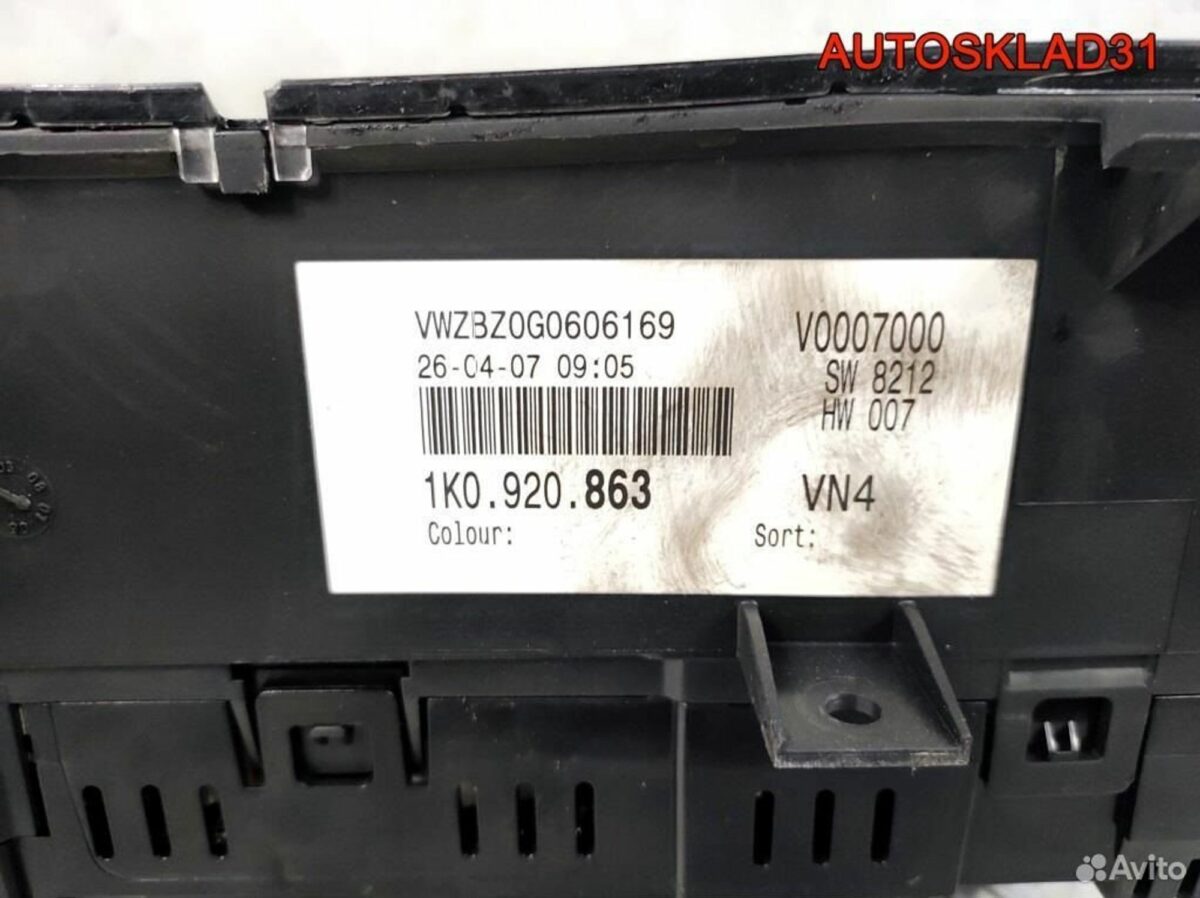 AUTOSKLAD31
VWZBZ0G0606169
V0007000
26-04-07 09:05
SW 8212
HW 007
1K0.920.863
VN4
Colour:
Sort:
Avito